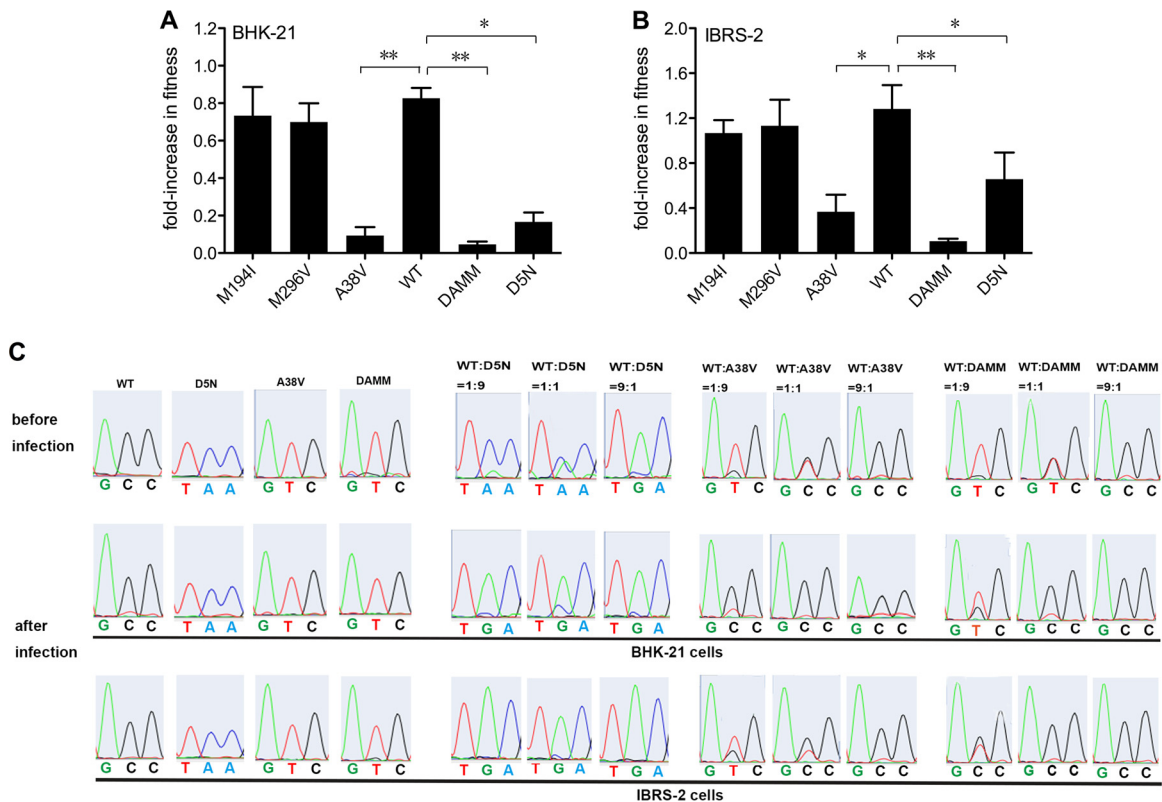 A
BHK-21
fold-increase in fitness
1.2
1.0
0.8
0.6
0.4
0.2
0.0
** ** *
M194I M296V A38V WT DAMM D5N
B
IBRS-2
fold-increase in fitness
2.0
1.6
1.2
0.8
0.4
0.0
* ** *
M194I M296V A38V WT DAMM D5N
C
WT D5N A38V DAMM WT:D5N =1:9 WT:D5N =1:1 WT:D5N =9:1 WT:A38V =1:9 WT:A38V =1:1 WT:A38V =9:1 WT:DAMM =1:9 WT:DAMM =1:1 WT:DAMM =9:1
before infection
G C C T A A G T C G T C T A A T A A T G A G T C G C C G C C G T C G T C G C C
after infection
G C C T A A G T C G T C T G A T G A T G A G C C G C C G C C G T C G C C G C C
BHK-21 cells
G C C T A A G T C G T C T G A T G A T G A G T C G C C G C C G C C G C C G C C
IBRS-2 cells